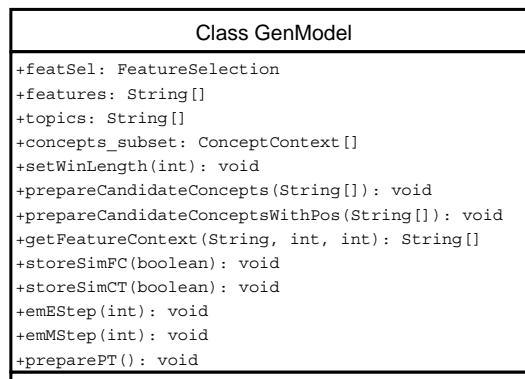 Class GenModel
+featSel: FeatureSelection
+features: String[]
+topics: String[]
+concepts_subset: ConceptContext[]
+setWinLength(int): void
+prepareCandidateConcepts(String[]): void
+prepareCandidateConceptsWithPos(String[]): void
+getFeatureContext(String, int, int): String[]
+storeSimFC(boolean): void
+storeSimCT(boolean): void
+emEStep(int): void
+emMStep(int): void
+preparePT(): void